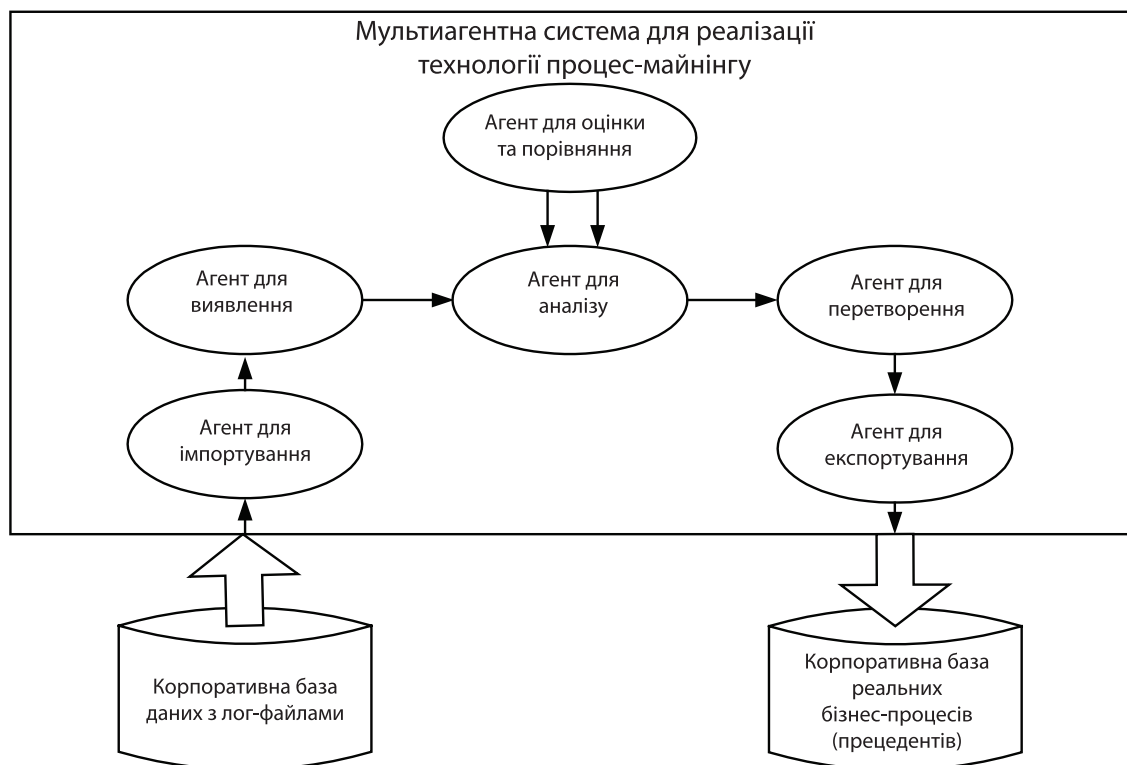 Мультиагентна система для реалізації
технології процес-майнінгу
Агент для оцінки
та порівняння
Агент для
виявлення
Агент для
аналізу
Агент для
перетворення
Агент для
імпортування
Агент для
експортування
Корпоративна база
даних з лог-файлами
Корпоративна база
реальних
бізнес-процесів
(прецедентів)